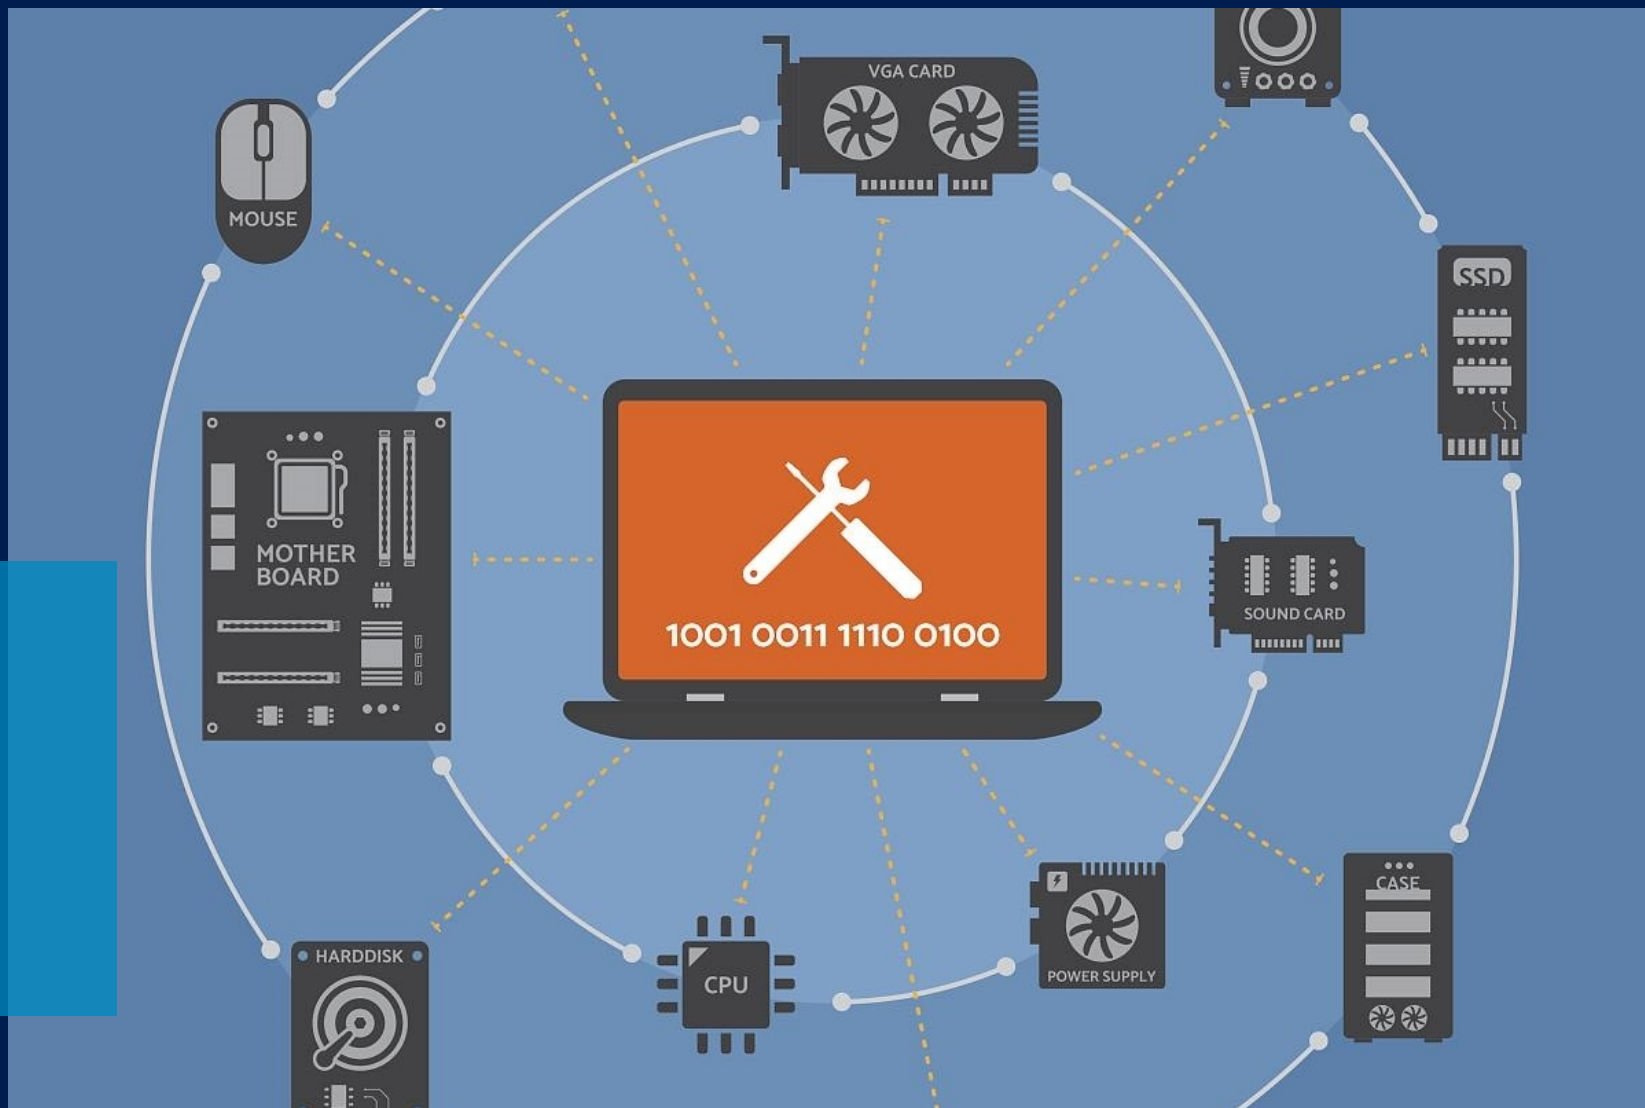 VGA CARD
MOUSE
SSD
MOTHER
BOARD
SOUND CARD
1001 0011 1110 0100
CASE
HARDDISK
POWER SUPPLY
CPU